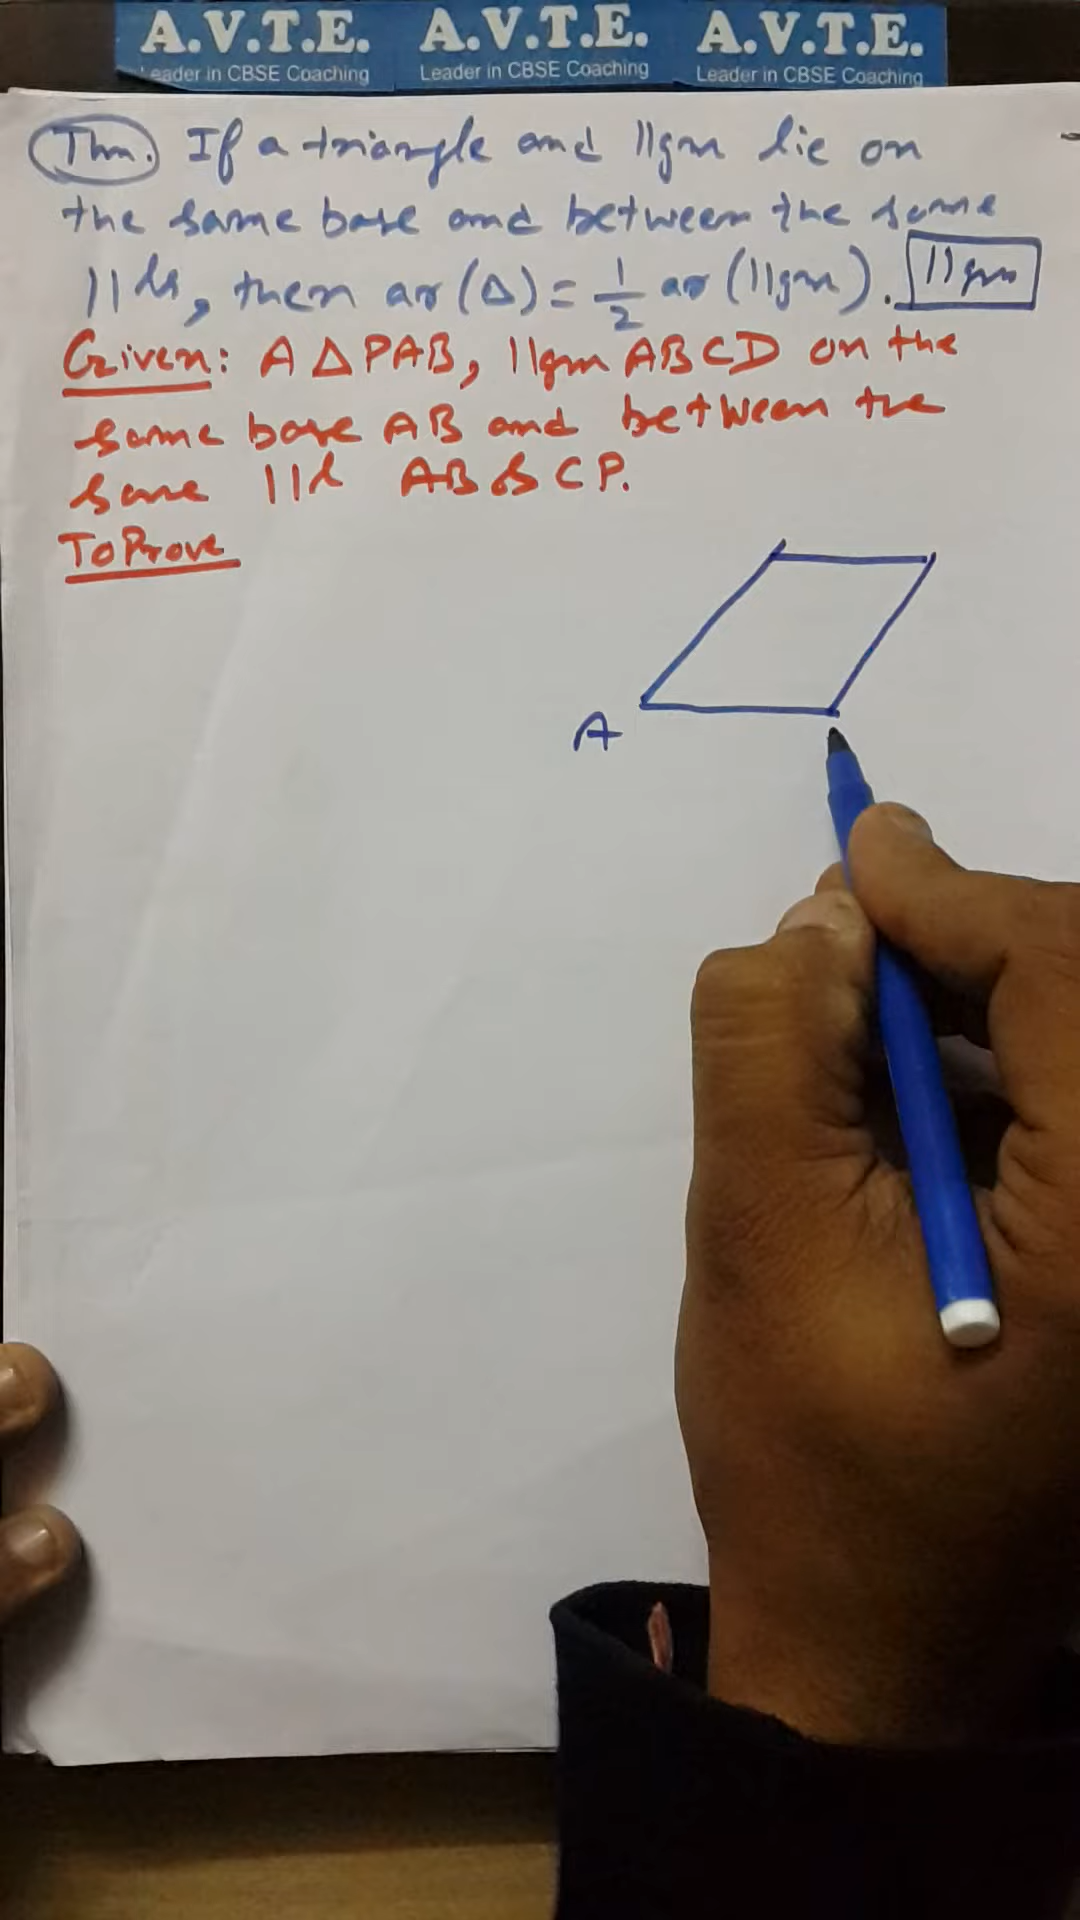 A.V.T.E. A.V.T.E. A.V.T.E.
Leader in CBSE Coaching Leader in CBSE Coaching Leader in CBSE Coaching
Thm. If a triangle and ||gm lie on
the same base and between the same
||ls, then ar (Δ) = 1/2 ar (||gm). ||gm
Given: A Δ PAB, ||gm ABCD on the
same base AB and between the
same ||l AB & CP.
To Prove
A